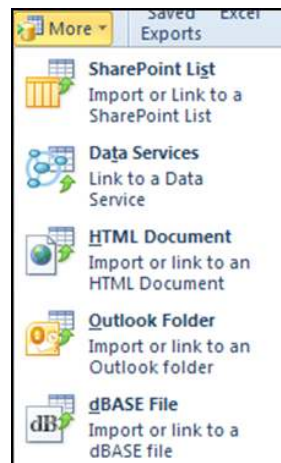 More
Saved
Excel
Exports
SharePoint List
Import or Link to a
SharePoint List
Data Services
Link to a Data
Service
HTML Document
Import or link to an
HTML Document
Outlook Folder
Import or link to an
Outlook folder
dB
dBASE File
Import or link to a
dBASE file